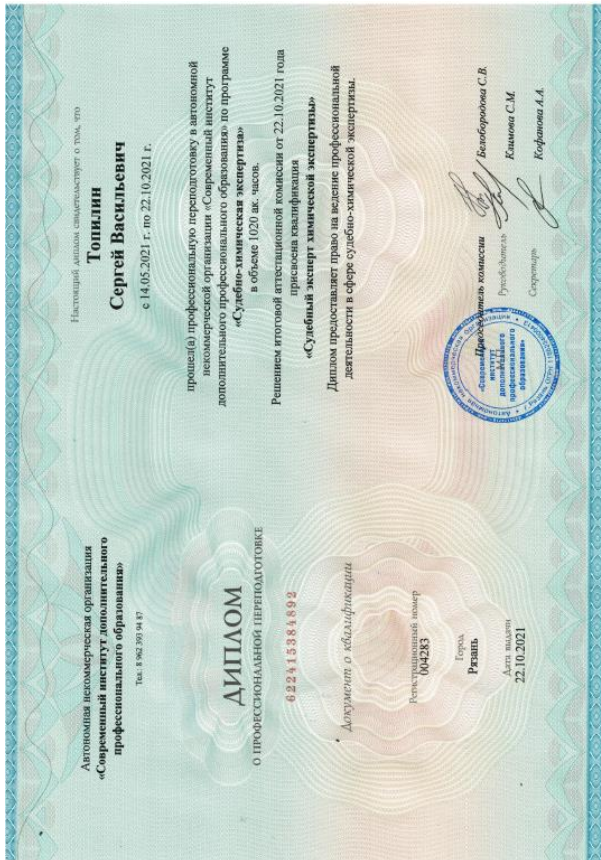 Автономная некоммерческая организация
«Современный институт дополнительного
профессионального образования»
Тел.: 8 962 393 94 87
ДИПЛОМ
О ПРОФЕССИОНАЛЬНОЙ ПЕРЕПОДГОТОВКЕ
622415384892
Документ о квалификации
Регистрационный номер
004283
Город
Рязань
Дата выдачи
22.10.2021
Настоящий диплом свидетельствует о том, что
Топилин
Сергей Васильевич
с 14.05.2021 г. по 22.10.2021 г.
прошел(а) профессиональную переподготовку в автономной
некоммерческой организации «Современный институт
дополнительного профессионального образования» по программе
«Судебно-химическая экспертиза»
в объеме 1020 ак. часов.
Решением итоговой аттестационной комиссии от 22.10.2021 года
присвоена квалификация
«Судебный эксперт химической экспертизы»
Диплом предоставляет право на ведение профессиональной
деятельности в сфере судебно-химической экспертизы.
Председатель комиссии Белобородова С.В.
Руководитель Климова С.М.
Секретарь Кофанова А.А.
«Современный
институт
дополнительного
профессионального
образования»